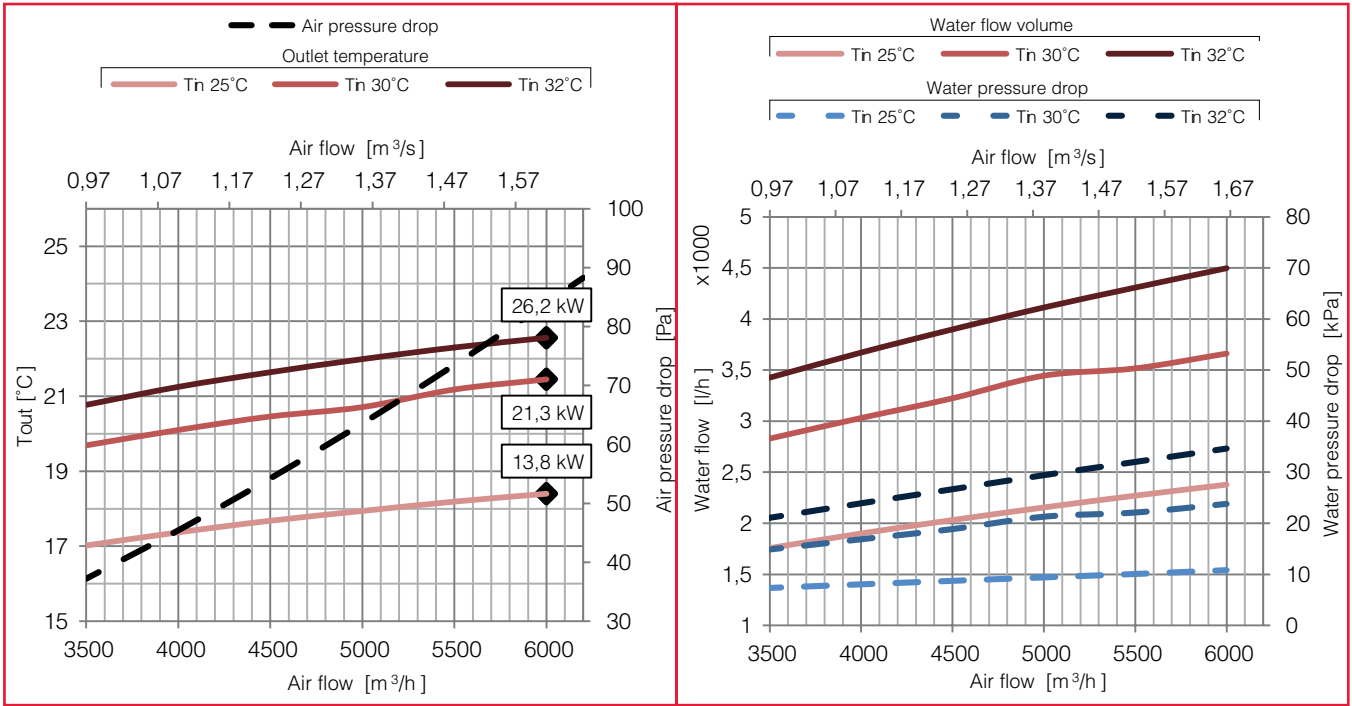 Air pressure drop
Outlet temperature
Tin 25˚C Tin 30˚C Tin 32˚C
Air flow [m³/s]
0,97 1,07 1,17 1,27 1,37 1,47 1,57
100
25
90
26,2 kW
23
80
21
70
21,3 kW
60
13,8 kW
19
50
17
40
15
30
Tout [°C]
Air pressure drop [Pa]
3500 4000 4500 5000 5500 6000
Air flow [m³/h]
Water flow volume
Tin 25˚C Tin 30˚C Tin 32˚C
Water pressure drop
Tin 25˚C Tin 30˚C Tin 32˚C
Air flow [m³/s]
0,97 1,07 1,17 1,27 1,37 1,47 1,57 1,67
5 80
4,5 70
4 60
3,5 50
3 40
2,5 30
2 20
1,5 10
1 0
Water flow [l/h] x1000
Water pressure drop [kPa]
3500 4000 4500 5000 5500 6000
Air flow [m³/h]